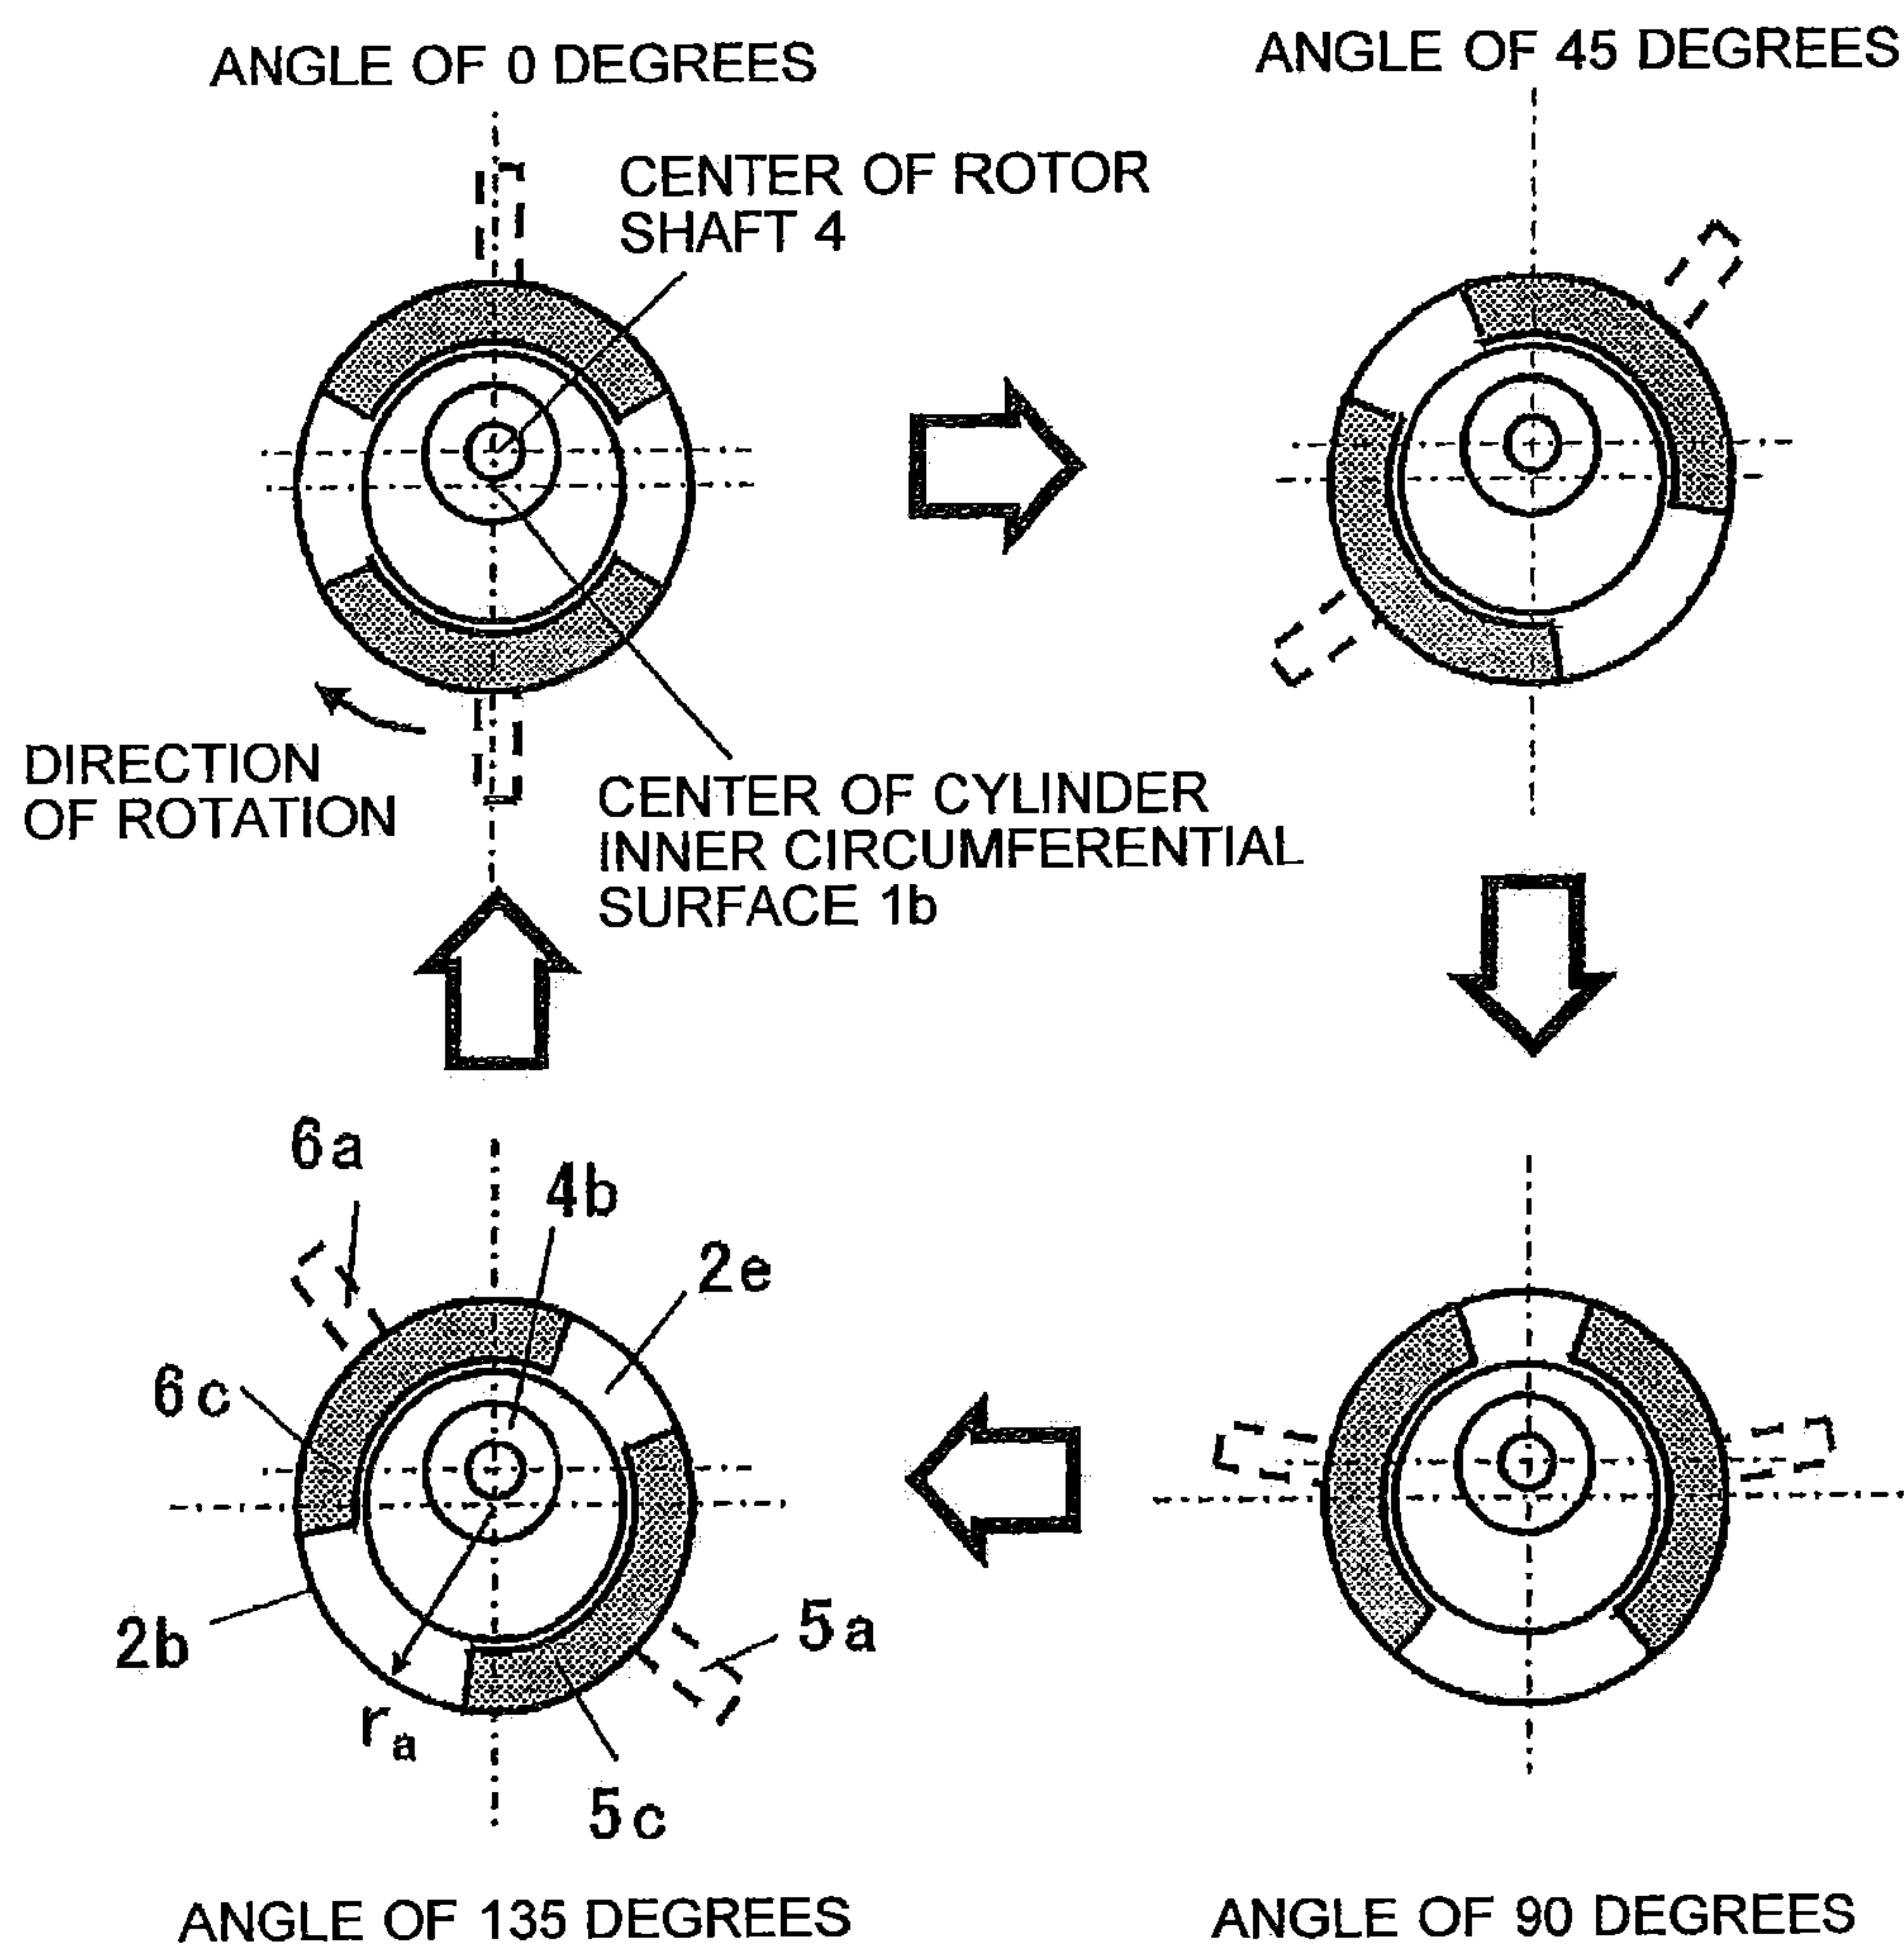 ANGLE OF 0 DEGREES
ANGLE OF 45 DEGREES
CENTER OF ROTOR
SHAFT 4
DIRECTION
OF ROTATION
CENTER OF CYLINDER
INNER CIRCUMFERENTIAL
SURFACE 1b
6a
4b
2e
6c
2b
5a
ra
5c
ANGLE OF 135 DEGREES
ANGLE OF 90 DEGREES